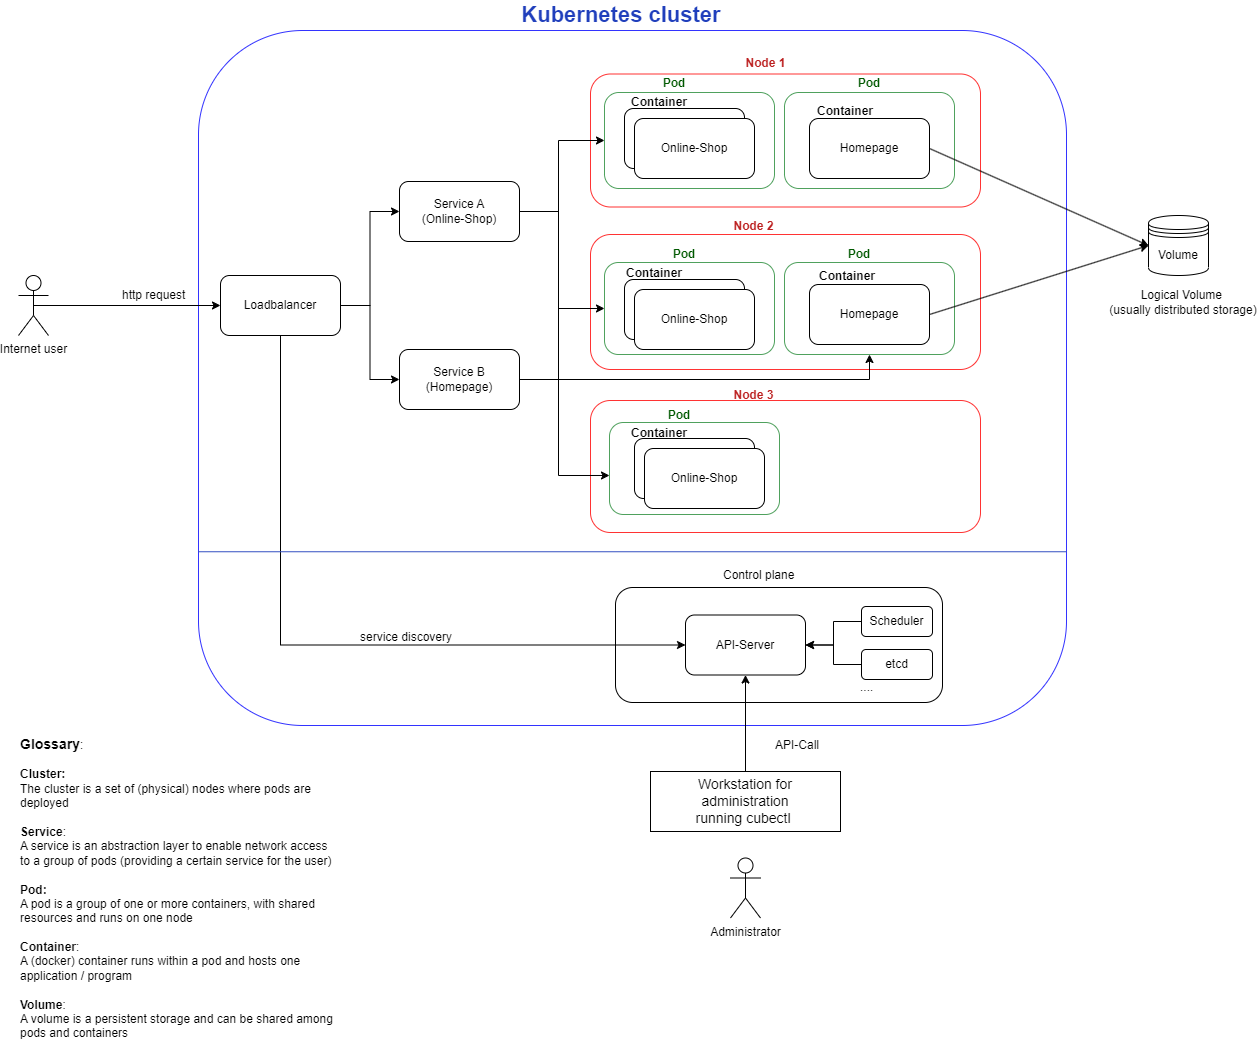 Kubernetes cluster
Node 1
Pod
Pod
Container
Container
Online-Shop
Homepage
Service A
(Online-Shop)
Node 2
Pod
Pod
Container
Container
Online-Shop
Homepage
Volume
Logical Volume
(usually distributed storage)
http request
Loadbalancer
Internet user
Service B
(Homepage)
Node 3
Pod
Container
Online-Shop
Control plane
service discovery
API-Server
Scheduler
etcd
....
API-Call
Workstation for
administration
running cubectl
Administrator
Glossary:
Cluster:
The cluster is a set of (physical) nodes where pods are
deployed
Service:
A service is an abstraction layer to enable network access
to a group of pods (providing a certain service for the user)
Pod:
A pod is a group of one or more containers, with shared
resources and runs on one node
Container:
A (docker) container runs within a pod and hosts one
application / program
Volume:
A volume is a persistent storage and can be shared among
pods and containers